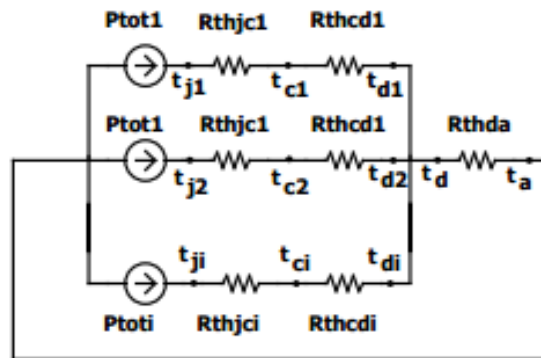 Ptot1 Rthjc1 Rthcd1
tj1 tc1 td1
Ptot1 Rthjc1 Rthcd1 Rthda
tj2 tc2 td2 td ta
tji tci tdi
Ptoti Rthjci Rthcdi